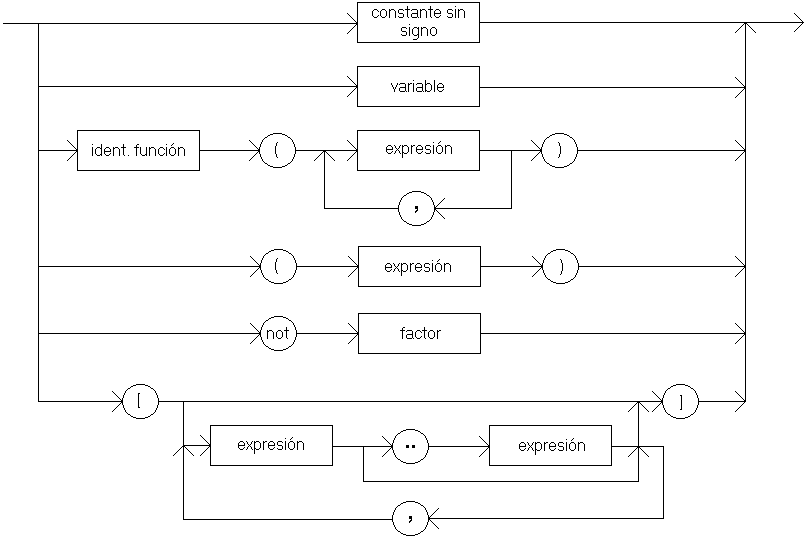 constante sin
signo
variable
ident. función ( expresión )
,
( expresión )
not factor
[ ]
expresión .. expresión
,